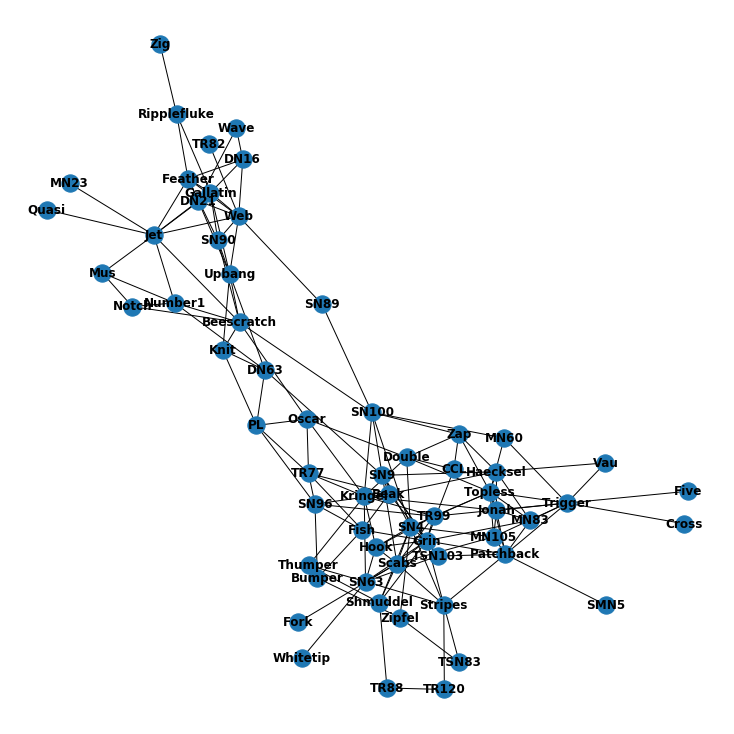 Zig
Ripplefluke
Wave
TR82
DN16
Feather
MN23
Gallatin
DN21
Quasi
Web
Jet
SN90
Mus
Upbang
Notch
Number1
SN89
Beescratch
Knit
DN63
SN100
Oscar
PL
Zap
MN60
Double
Vau
TR77
SN9
CCL
Haecksel
Five
Kringel
Beak
Topless
SN96
Trigger
Jonah
TR99
MN83
Cross
Fish
SN4
Grin
MN105
Hook
TSN103
Patchback
Thumper
Scabs
Bumper
SN63
Shmuddel
Stripes
SMN5
Fork
Zipfel
Whitetip
TSN83
TR88
TR120